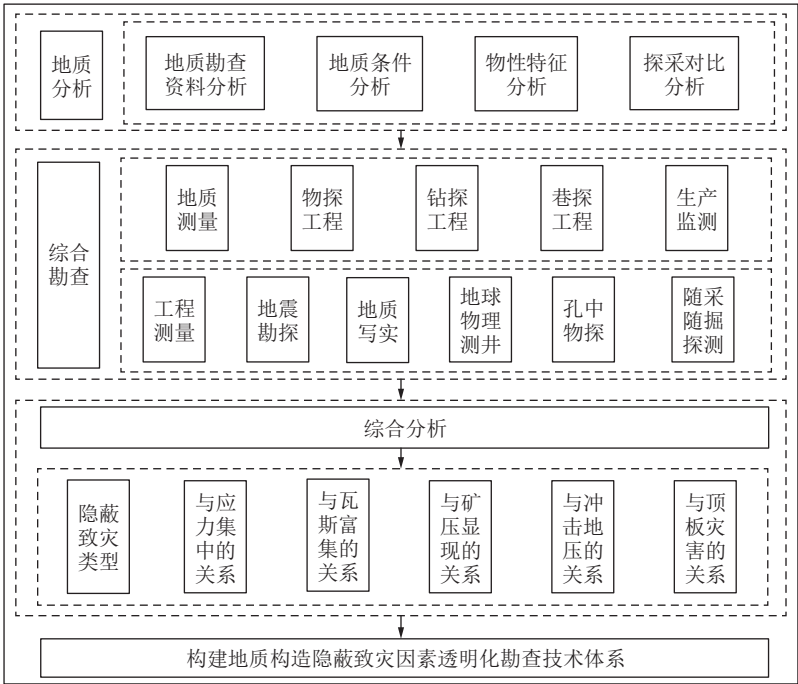 地质
分析
地质勘查
资料分析
地质条件
分析
物性特征
分析
探采对比
分析
综合
勘查
地质
测量
物探
工程
钻探
工程
巷探
工程
生产
监测
工程
测量
地震
勘探
地质
写实
地球
物理
测井
孔中
物探
随采
随掘
探测
综合分析
隐蔽
致灾
类型
与应
力集
中的
关系
与瓦
斯富
集的
关系
与矿
压显
现的
关系
与冲
击地
压的
关系
与顶
板灾
害的
关系
构建地质构造隐蔽致灾因素透明化勘查技术体系